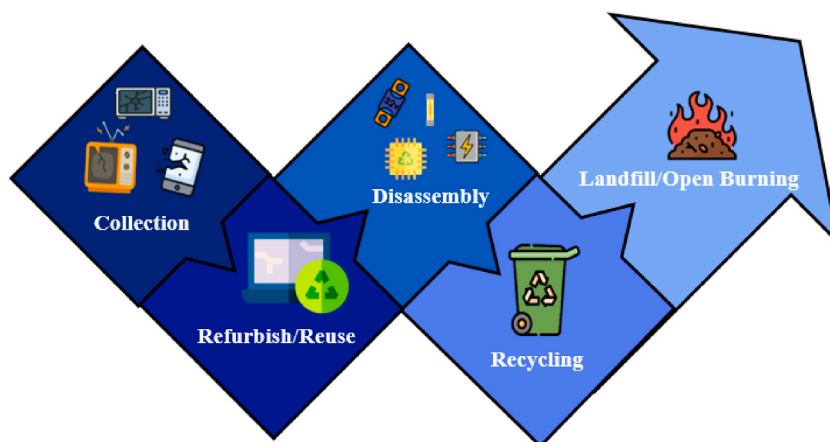 Collection
Refurbish/Reuse
Disassembly
Recycling
Landfill/Open Burning